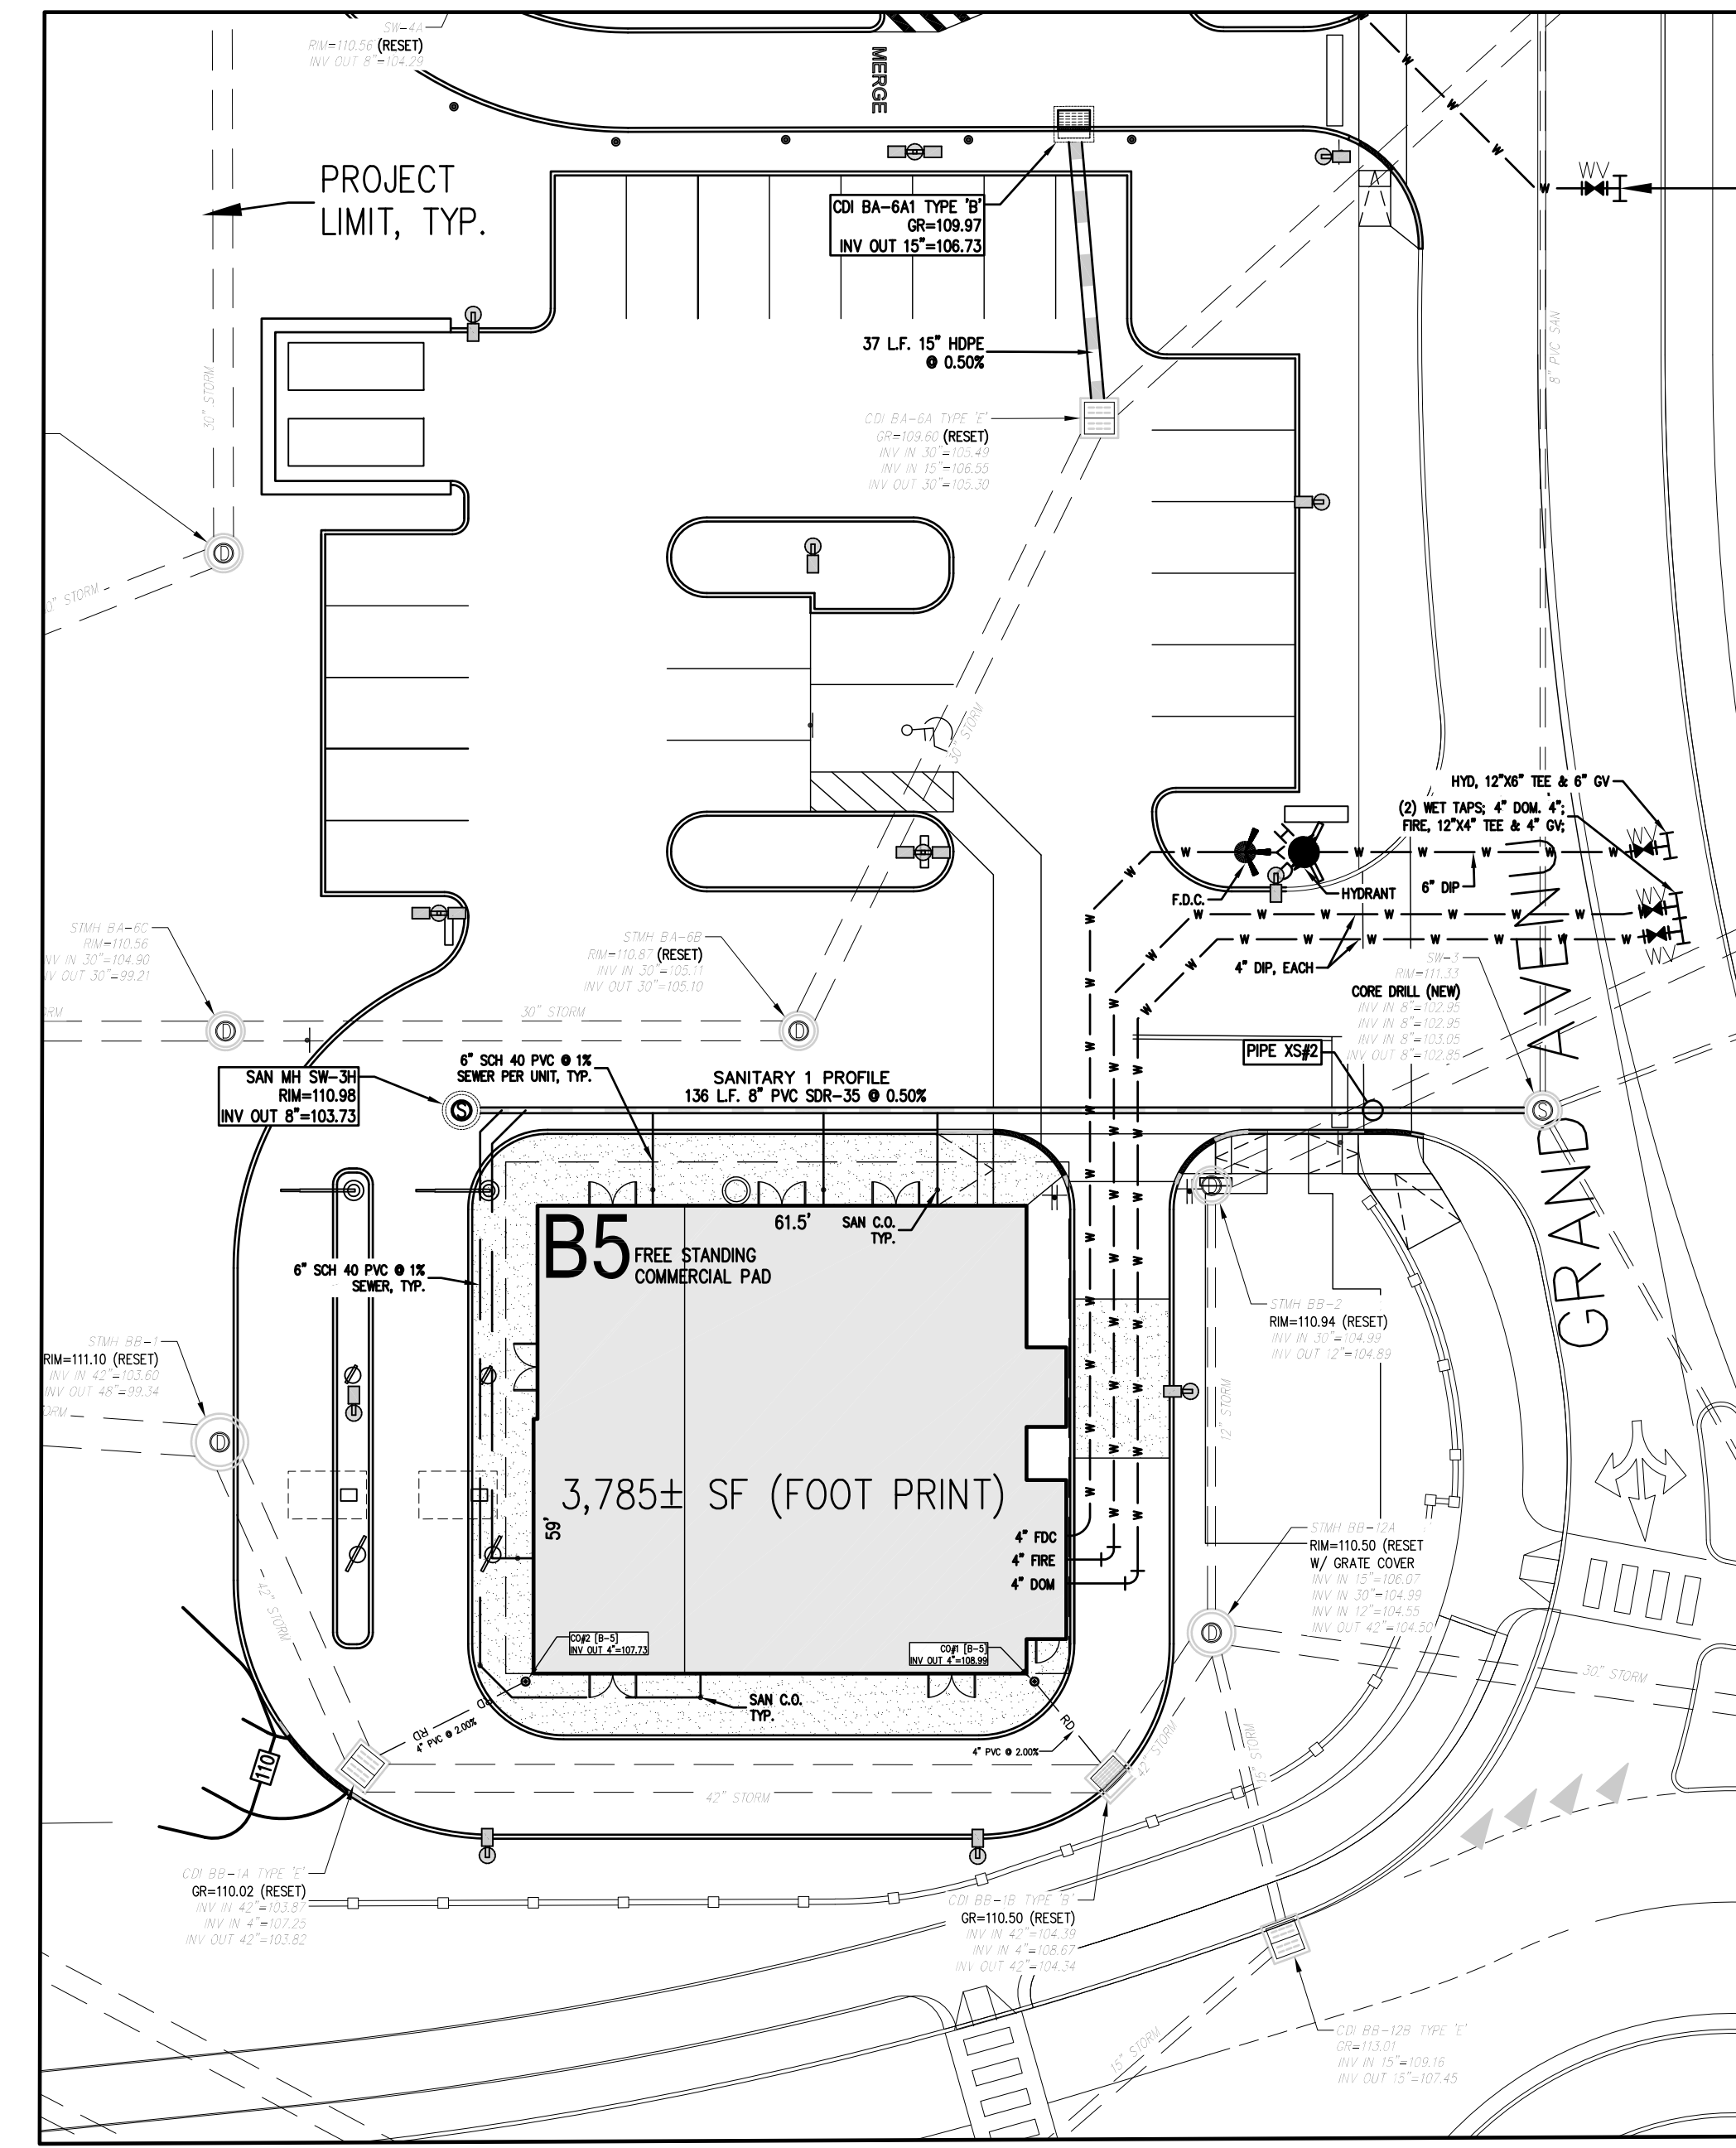 SW-4A
RIM=110.56 (RESET)
INV OUT 8"=104.29
MERGE
PROJECT
LIMIT, TYP.
CDI BA-6A1 TYPE 'B'
GR=109.97
INV OUT 15"=106.73
WV
30" STORM
8" PVC SAN
37 L.F. 15" HDPE
@ 0.50%
CDI BA-6A TYPE 'E'
GR=109.60 (RESET)
INV IN 30"=105.49
INV IN 15"=106.55
INV OUT 30"=105.30
D
0" STORM
30" STORM
HYD, 12"X6" TEE & 6" GV
(2) WET TAPS; 4" DOM. 4";
FIRE, 12"X4" TEE & 4" GV;
WV
WV
WV
F.D.C.
HYDRANT
6" DIP
4" DIP, EACH
STMH BA-6C
RIM=110.56
NV IN 30"=104.90
V OUT 30"=99.21
STMH BA-6B
RIM=110.87 (RESET)
INV IN 30"=105.11
INV OUT 30"=105.10
SW-3
RIM=111.33
CORE DRILL (NEW)
INV IN 8"=102.95
INV IN 8"=102.95
INV IN 8"=103.05
INV OUT 8"=102.85
GRAND AVENUE
RM
D
30" STORM
D
PIPE XS#2
SAN MH SW-3H
RIM=110.98
INV OUT 8"=103.73
S
6" SCH 40 PVC @ 1%
SEWER PER UNIT, TYP.
SANITARY 1 PROFILE
136 L.F. 8" PVC SDR-35 @ 0.50%
S
B5
FREE STANDING
COMMERCIAL PAD
61.5'
SAN C.O.
TYP.
D
6" SCH 40 PVC @ 1%
SEWER, TYP.
STMH BB-2
RIM=110.94 (RESET)
INV IN 30"=104.99
INV OUT 12"=104.89
STMH BB-1
RIM=111.10 (RESET)
INV IN 42"=103.60
NV OUT 48"=99.34
ORM
D
12" STORM
3,785± SF (FOOT PRINT)
59'
4" FDC
4" FIRE
4" DOM
STMH BB-12A
RIM=110.50 (RESET
W/ GRATE COVER
INV IN 15"=106.07
INV IN 30"=104.99
INV IN 12"=104.55
INV OUT 42"=104.50
42" STORM
CO#2 [B-5]
INV OUT 4"=107.73
CO#1 [B-5]
INV OUT 4"=108.99
D
30" STORM
SAN C.O.
TYP.
RD
RD
4" PVC @ 2.00%
RD
4" PVC @ 2.00%
42" STORM
15" STORM
110
42" STORM
CDI BB-1A TYPE 'E'
GR=110.02 (RESET)
INV IN 42"=103.87
INV IN 4"=107.25
INV OUT 42"=103.82
CDI BB-1B TYPE 'B'
GR=110.50 (RESET)
INV IN 42"=104.39
INV IN 4"=108.67
INV OUT 42"=104.34
15" STORM
CDI BB-12B TYPE 'E'
GR=113.01
INV IN 15"=109.16
INV OUT 15"=107.45